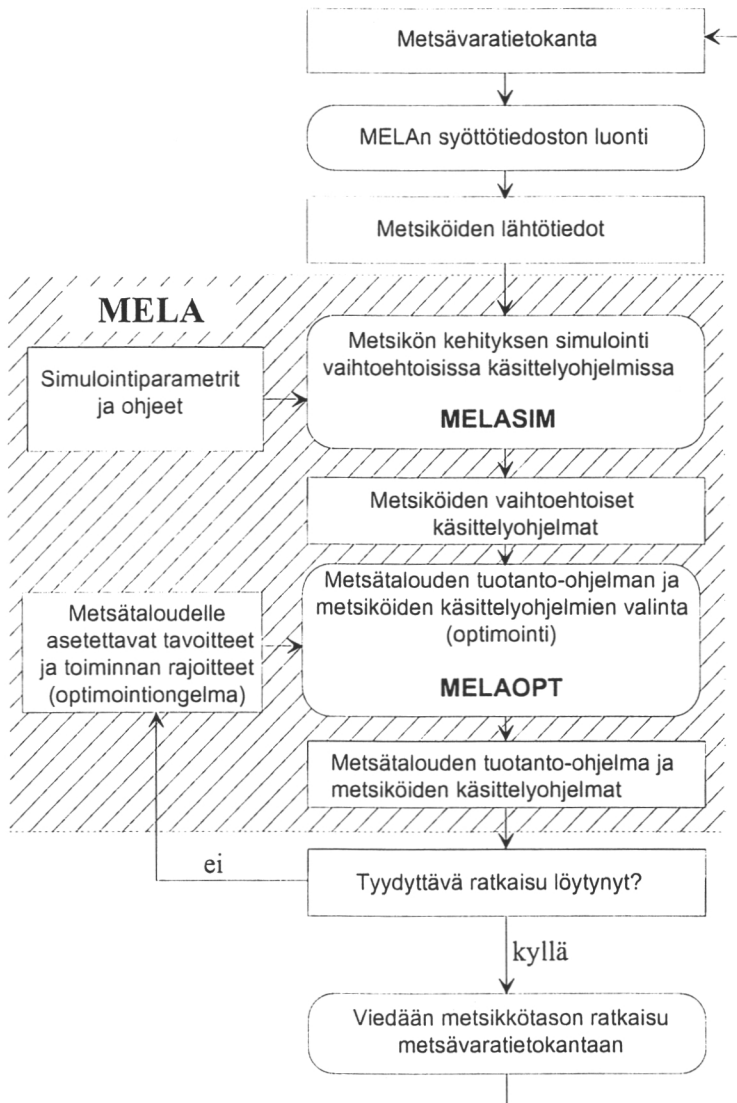 Metsävaratietokanta
MELAn syöttötiedoston luonti
Metsiköiden lähtötiedot
MELA
Metsikön kehityksen simulointi
vaihtoehtoisissa käsittelyohjelmissa
MELASIM
Simulointiparametrit
ja ohjeet
Metsiköiden vaihtoehtoiset
käsittelyohjelmat
Metsätalouden tuotanto-ohjelman ja
metsiköiden käsittelyohjelmien valinta
(optimointi)
MELAOPT
Metsätaloudelle
asetettavat tavoitteet
ja toiminnan rajoitteet
(optimointiongelma)
Metsätalouden tuotanto-ohjelma ja
metsiköiden käsittelyohjelmat
ei
Tyydyttävä ratkaisu löytynyt?
kyllä
Viedään metsikkötason ratkaisu
metsävaratietokantaan